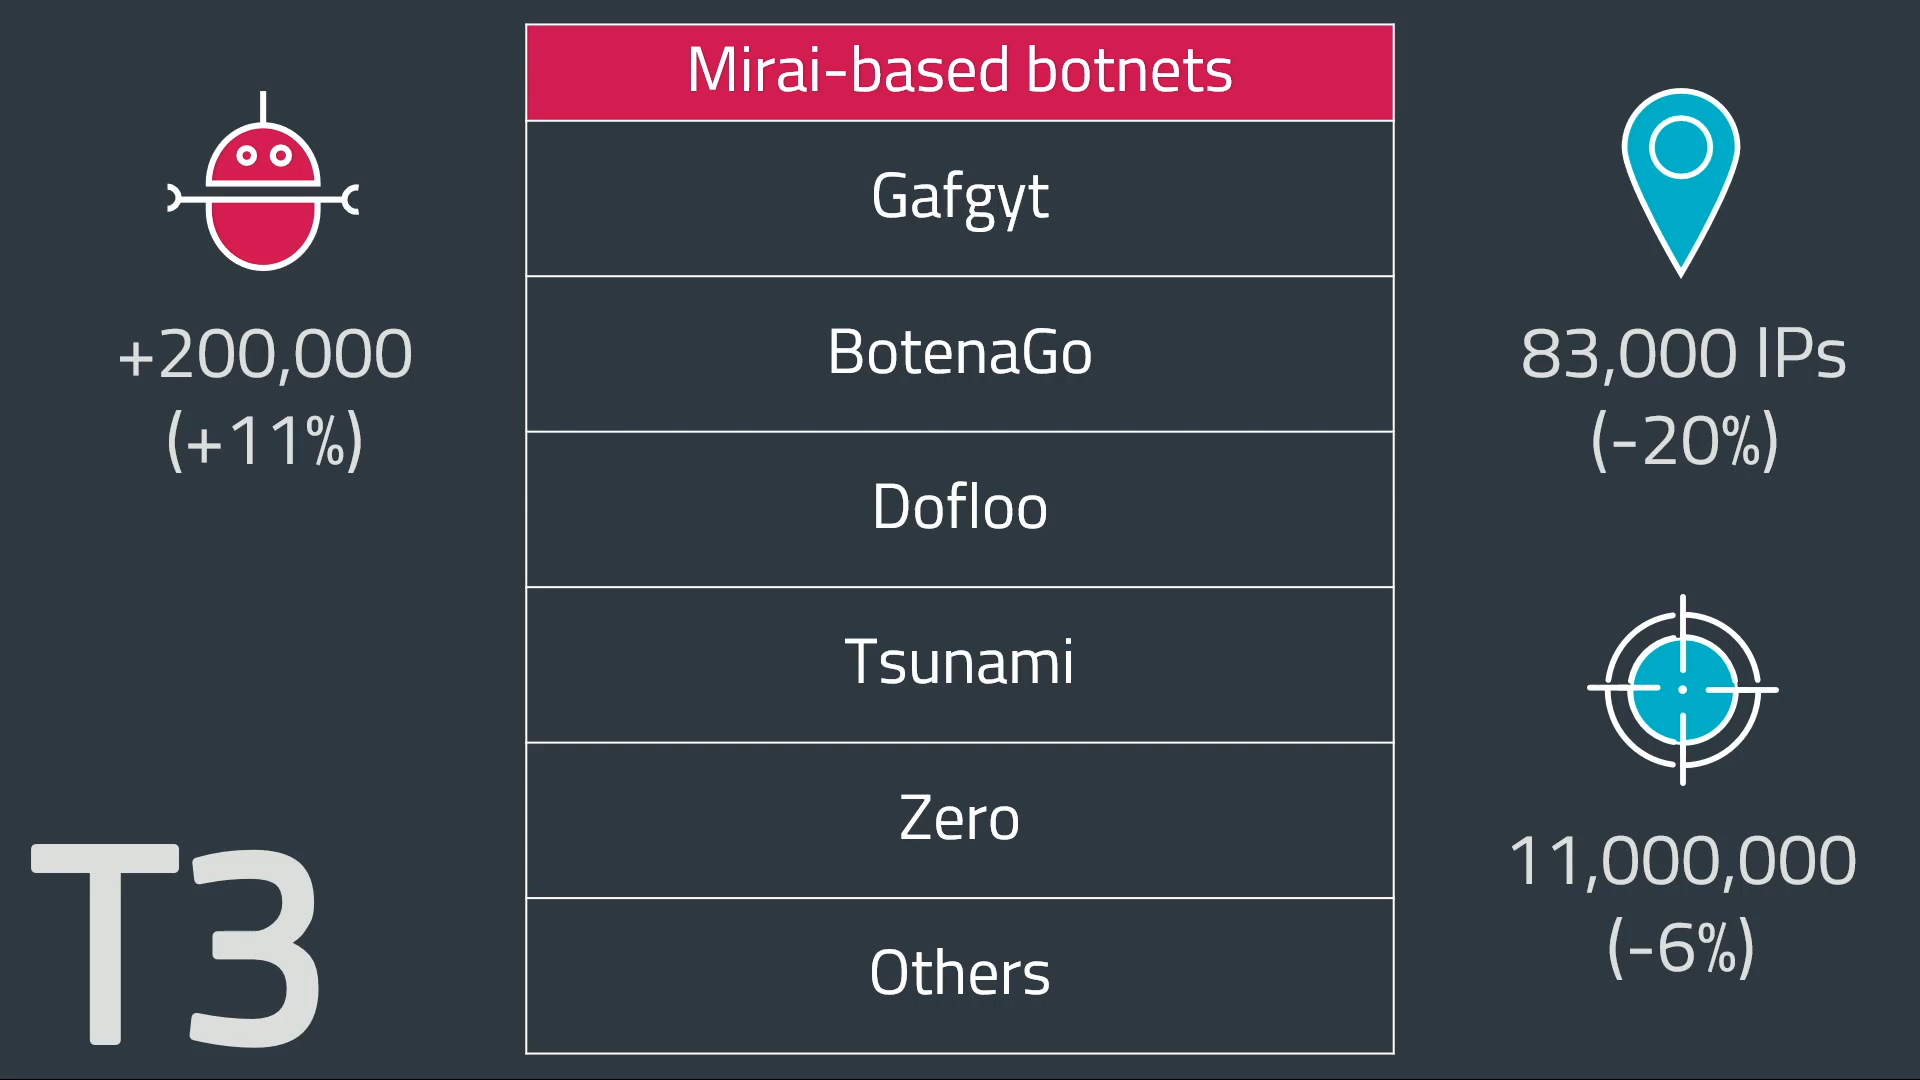 Mirai-based botnets
Gafgyt
BotenaGo
Dofloo
Tsunami
Zero
Others
+200,000
(+11%)
T3
83,000 IPs
(-20%)
11,000,000
(-6%)